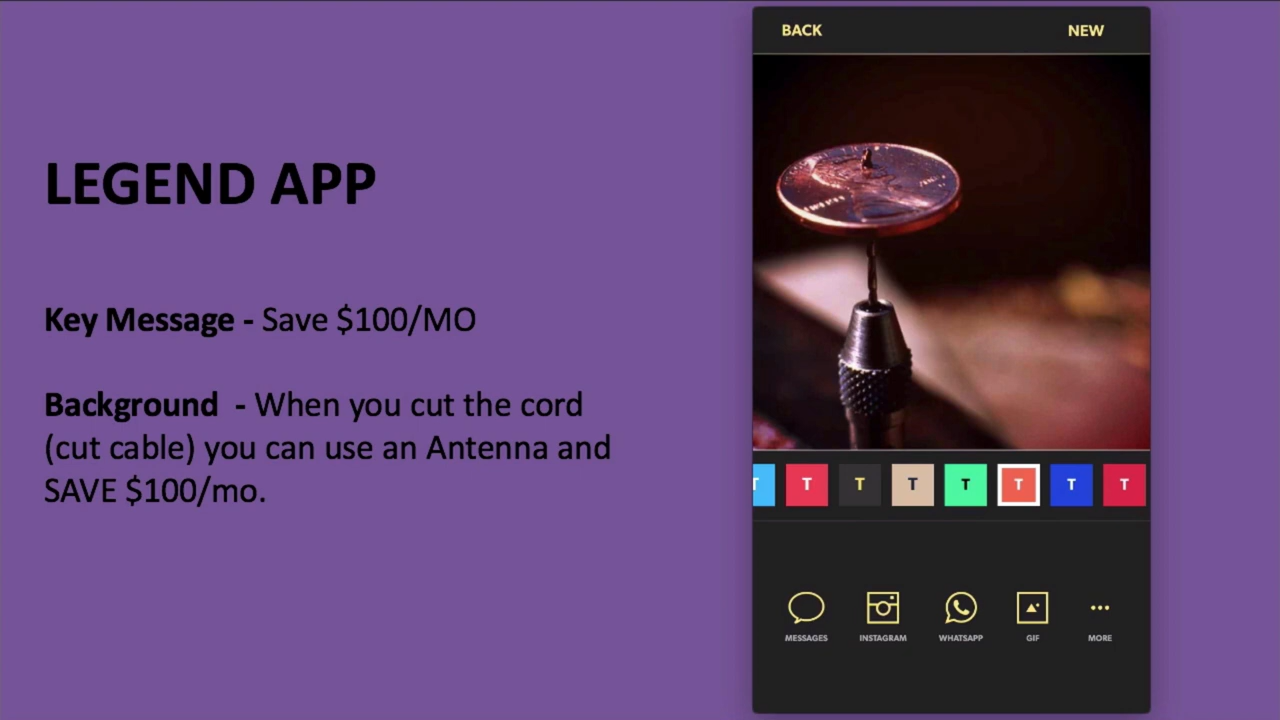 LEGEND APP
Key Message - Save $100/MO
Background - When you cut the cord
(cut cable) you can use an Antenna and
SAVE $100/mo.
BACK NEW
T T T T T T T T
MESSAGES INSTAGRAM WHATSAPP GIF MORE